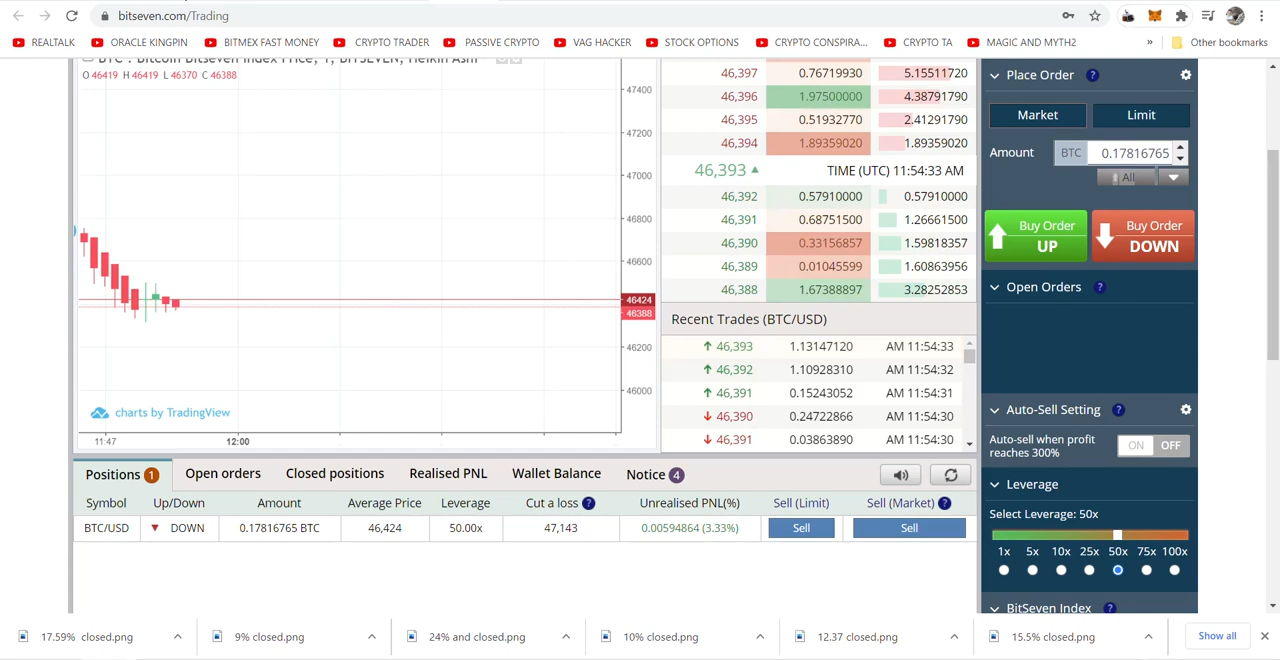 bitseven.com/Trading
REALTALK ORACLE KINGPIN BITMEX FAST MONEY CRYPTO TRADER PASSIVE CRYPTO VAG HACKER STOCK OPTIONS CRYPTO CONSPIRA... CRYPTO TA MAGIC AND MYTH2 » Other bookmarks
BTC : Bitcoin Bitseven Index Price, 1, BITSEVEN, Heikin Ashi
O 46419 H 46419 L 46370 C 46388
47400
47200
47000
46800
46600
46424
46388
46200
46000
charts by TradingView
11:47 12:00
46,397 0.76719930 5.15511720
46,396 1.97500000 4.38791790
46,395 0.51932770 2.41291790
46,394 1.89359020 1.89359020
46,393 TIME (UTC) 11:54:33 AM
46,392 0.57910000 0.57910000
46,391 0.68751500 1.26661500
46,390 0.33156857 1.59818357
46,389 0.01045599 1.60863956
46,388 1.67388897 3.28252853
Recent Trades (BTC/USD)
46,393 1.13147120 AM 11:54:33
46,392 1.10928310 AM 11:54:32
46,391 0.15243052 AM 11:54:31
46,390 0.24722866 AM 11:54:30
46,391 0.03863890 AM 11:54:30
Place Order ?
Market Limit
Amount BTC 0.17816765
All
Buy Order UP
Buy Order DOWN
Open Orders ?
Auto-Sell Setting ?
Auto-sell when profit
reaches 300% ON OFF
Leverage
Select Leverage: 50x
1x 5x 10x 25x 50x 75x 100x
BitSeven Index ?
Positions 1 Open orders Closed positions Realised PNL Wallet Balance Notice 4
Symbol Up/Down Amount Average Price Leverage Cut a loss ? Unrealised PNL(%) Sell (Limit) Sell (Market) ?
BTC/USD DOWN 0.17816765 BTC 46,424 50.00x 47,143 0.00594864 (3.33%) Sell Sell
17.59% closed.png 9% closed.png 24% and closed.png 10% closed.png 12.37 closed.png 15.5% closed.png Show all